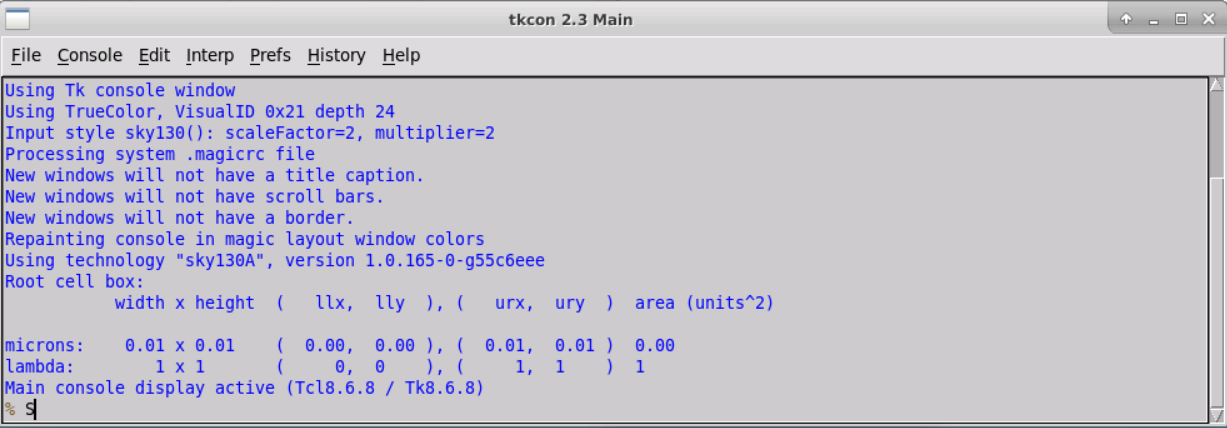 tkcon 2.3 Main
File Console Edit Interp Prefs History Help
Using Tk console window
Using TrueColor, VisualID 0x21 depth 24
Input style sky130(): scaleFactor=2, multiplier=2
Processing system .magicrc file
New windows will not have a title caption.
New windows will not have scroll bars.
New windows will not have a border.
Repainting console in magic layout window colors
Using technology "sky130A", version 1.0.165-0-g55c6eee
Root cell box:
           width x height  (   llx,  lly  ), (   urx,  ury  )  area (units^2)
microns:    0.01 x 0.01    (  0.00,  0.00 ), (  0.01,  0.01 )  0.00
lambda:        1 x 1       (     0,  0    ), (     1,  1    )  1
Main console display active (Tcl8.6.8 / Tk8.6.8)
% S